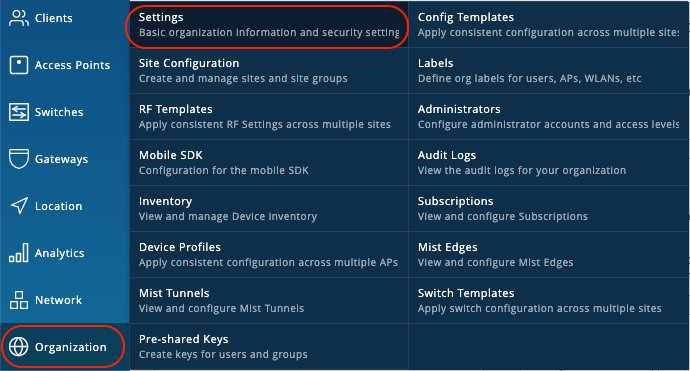 Clients
Access Points
Switches
Gateways
Location
Analytics
Network
Organization
Settings
Basic organization information and security setting
Site Configuration
Create and manage sites and site groups
RF Templates
Apply consistent RF Settings across multiple sites
Mobile SDK
Configuration for the mobile SDK
Inventory
View and manage Device inventory
Device Profiles
Apply consistent configuration across multiple APs
Mist Tunnels
View and configure Mist Tunnels
Pre-shared Keys
Create keys for users and groups
Config Templates
Apply consistent configuration across multiple sites
Labels
Define org labels for users, APs, WLANs, etc
Administrators
Configure administrator accounts and access levels
Audit Logs
View the audit logs for your organization
Subscriptions
View and configure Subscriptions
Mist Edges
View and configure Mist Edges
Switch Templates
Apply switch configuration across multiple sites